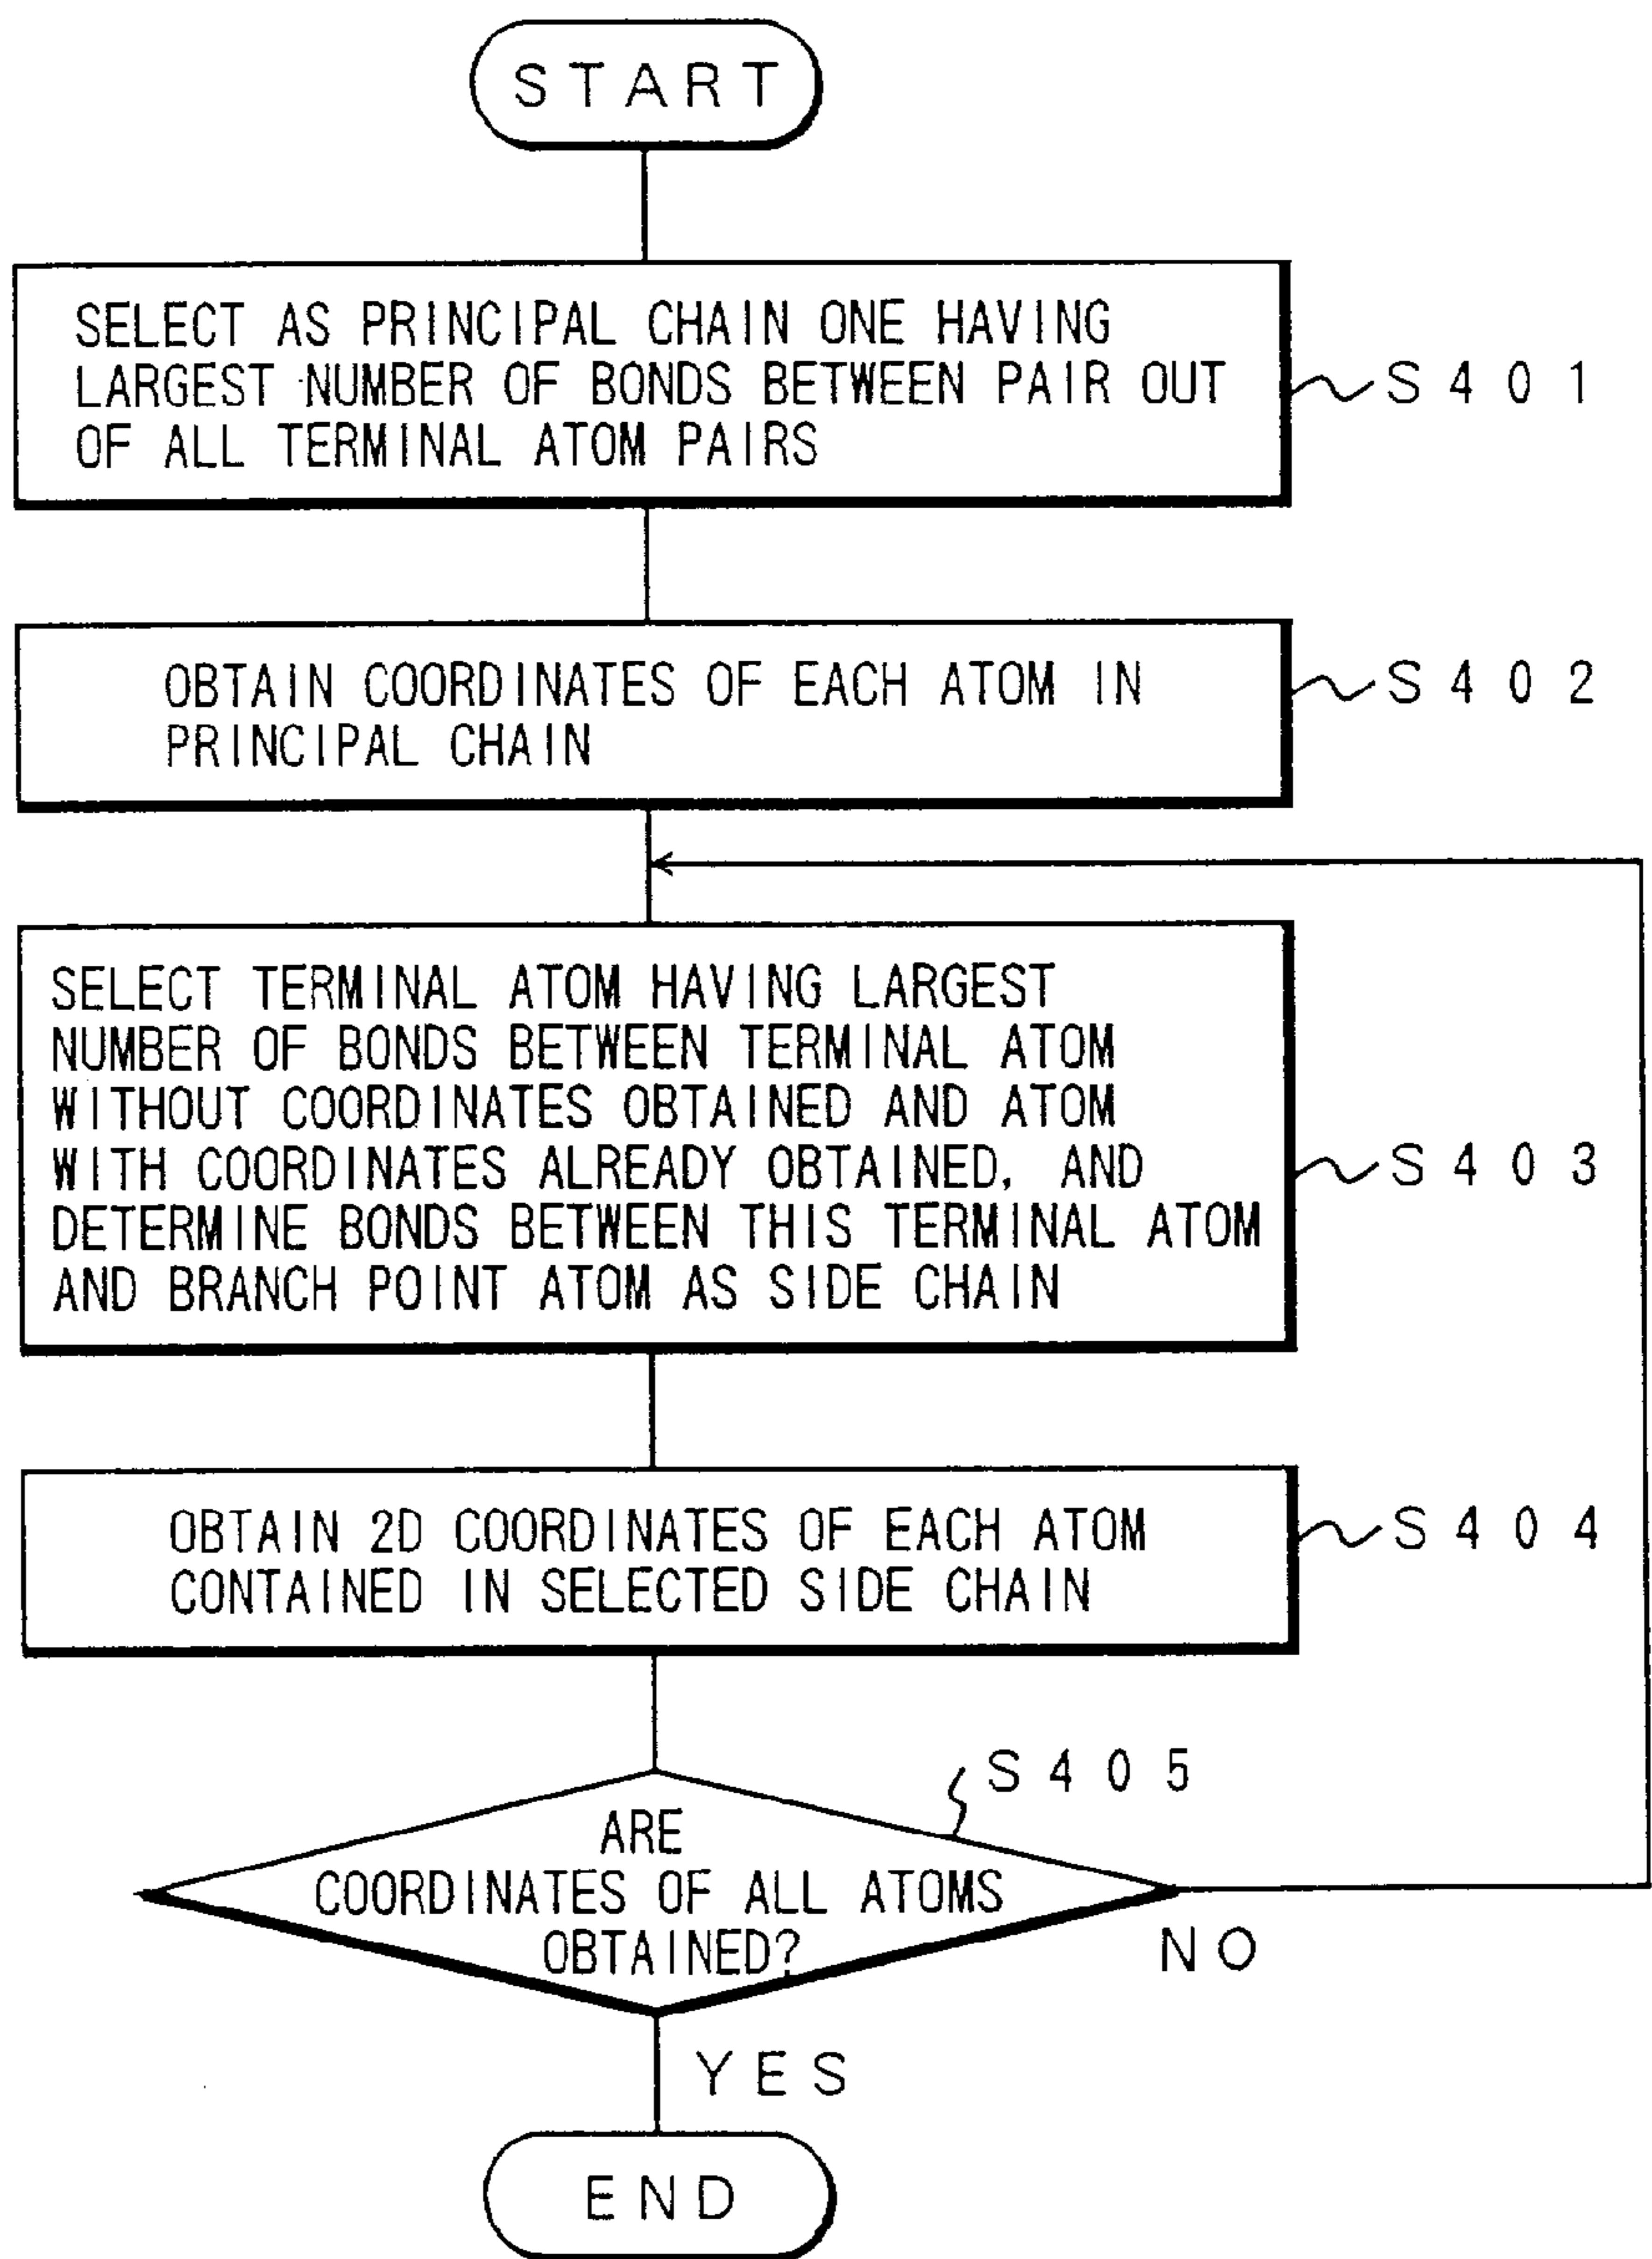 START
SELECT AS PRINCIPAL CHAIN ONE HAVING
LARGEST NUMBER OF BONDS BETWEEN PAIR OUT
OF ALL TERMINAL ATOM PAIRS
S401
OBTAIN COORDINATES OF EACH ATOM IN
PRINCIPAL CHAIN
S402
SELECT TERMINAL ATOM HAVING LARGEST
NUMBER OF BONDS BETWEEN TERMINAL ATOM
WITHOUT COORDINATES OBTAINED AND ATOM
WITH COORDINATES ALREADY OBTAINED, AND
DETERMINE BONDS BETWEEN THIS TERMINAL ATOM
AND BRANCH POINT ATOM AS SIDE CHAIN
S403
OBTAIN 2D COORDINATES OF EACH ATOM
CONTAINED IN SELECTED SIDE CHAIN
S404
S405
ARE
COORDINATES OF ALL ATOMS
OBTAINED?
NO
YES
END